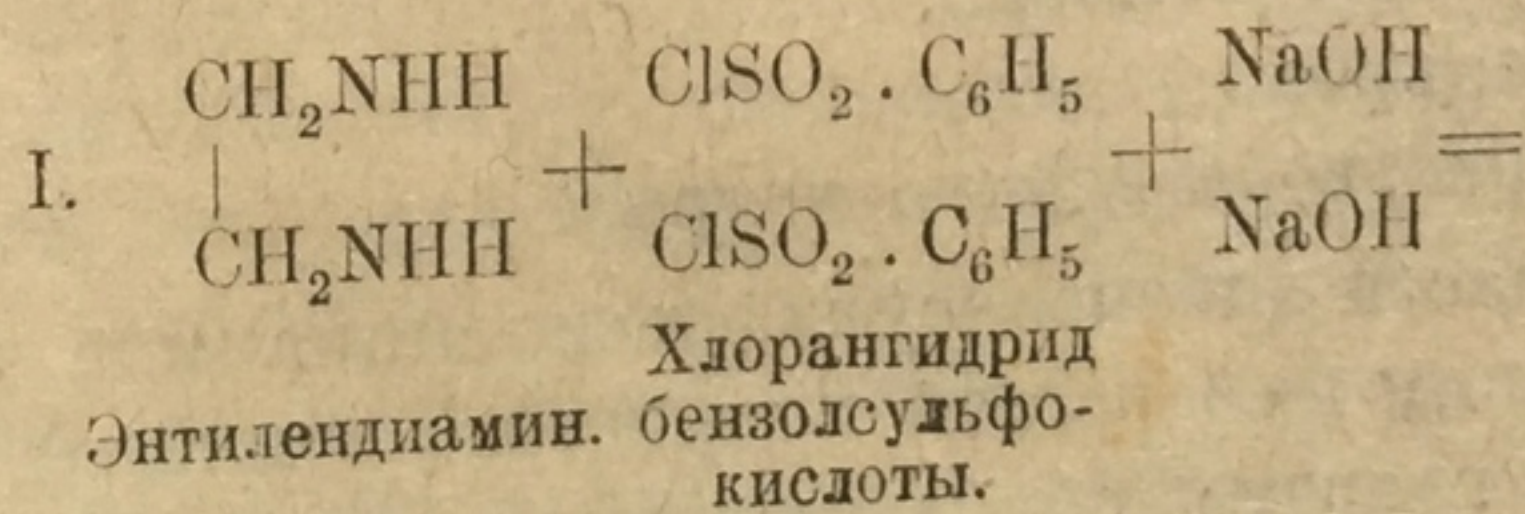 CH₂NHH ClSO₂ . C₆H₅ NaOH
I. | + + =
CH₂NHH ClSO₂ . C₆H₅ NaOH
Хлорангидрид
Энтилендиамин. бензолсульфо-
кислоты.